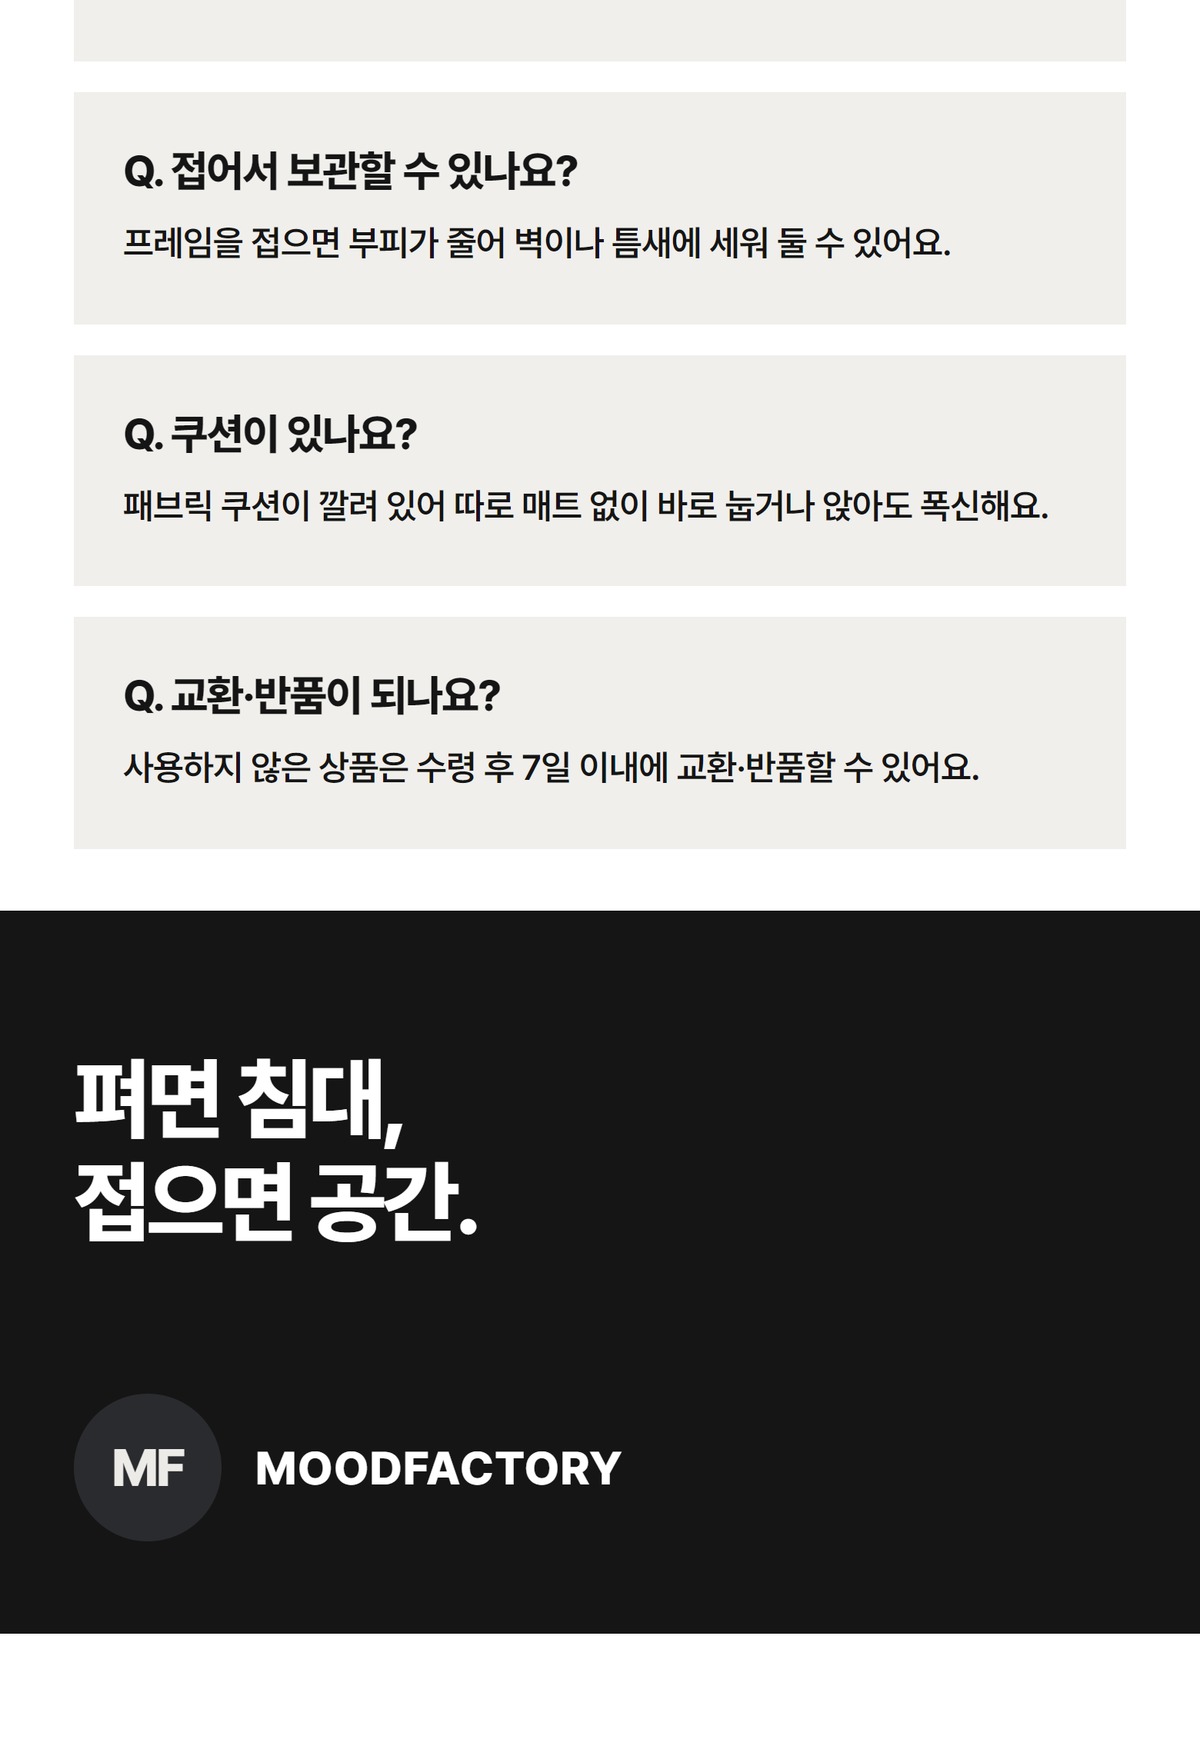 Q. 접어서 보관할 수 있나요?
프레임을 접으면 부피가 줄어 벽이나 틈새에 세워 둘 수 있어요.
Q. 쿠션이 있나요?
패브릭 쿠션이 깔려 있어 따로 매트 없이 바로 눕거나 앉아도 폭신해요.
Q. 교환·반품이 되나요?
사용하지 않은 상품은 수령 후 7일 이내에 교환·반품할 수 있어요.
펴면 침대,
접으면 공간.
MF MOODFACTORY